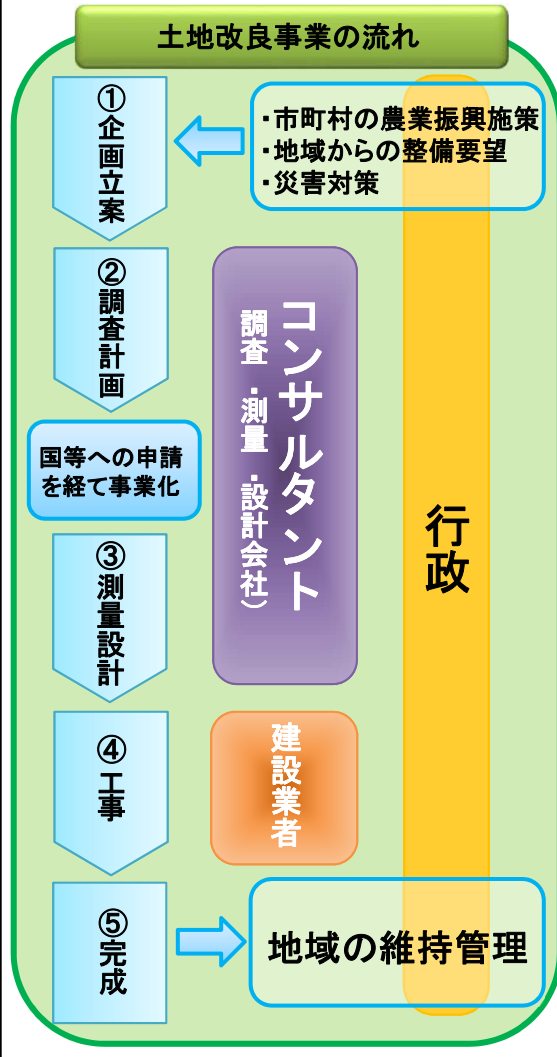 土地改良事業の流れ
①企画立案
・市町村の農業振興施策
・地域からの整備要望
・災害対策
②調査計画
国等への申請
を経て事業化
③測量設計
コンサルタント
調査・測量・設計会社）
行政
④工事
建設業者
⑤完成
地域の維持管理